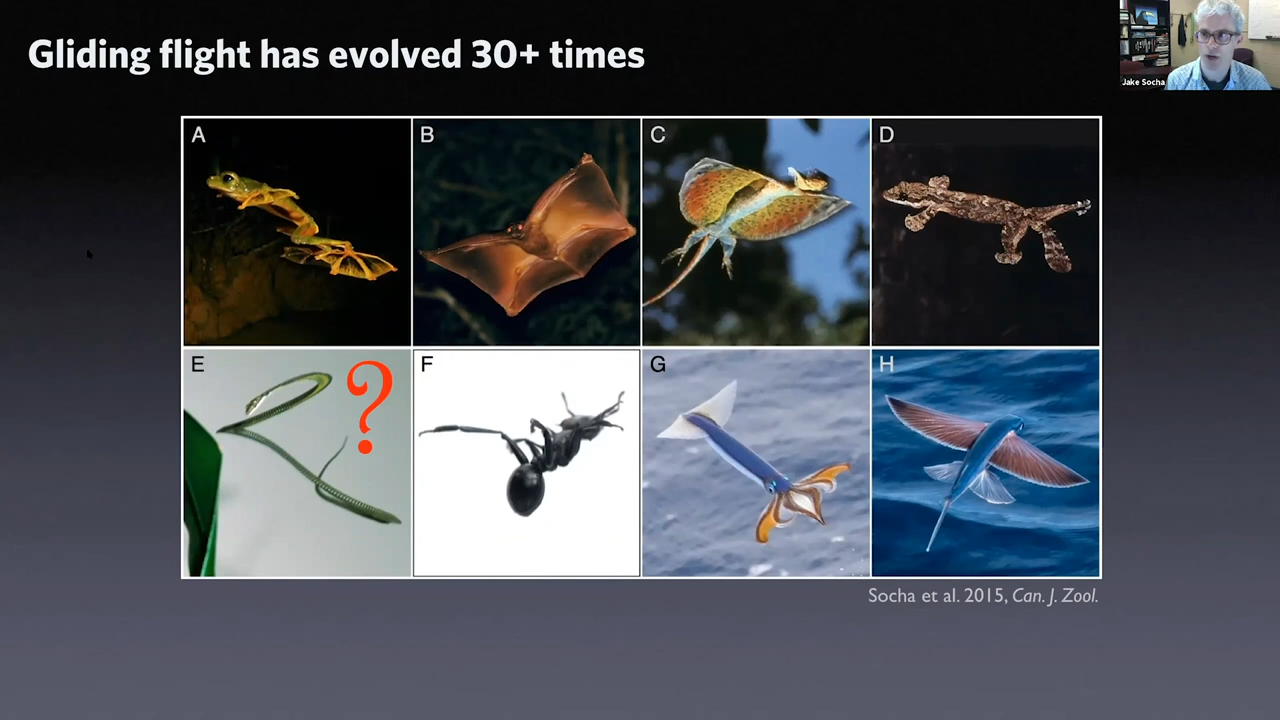 Gliding flight has evolved 30+ times
Jake Socha
A
B
C
D
E
?
F
G
H
Socha et al. 2015, Can. J. Zool.